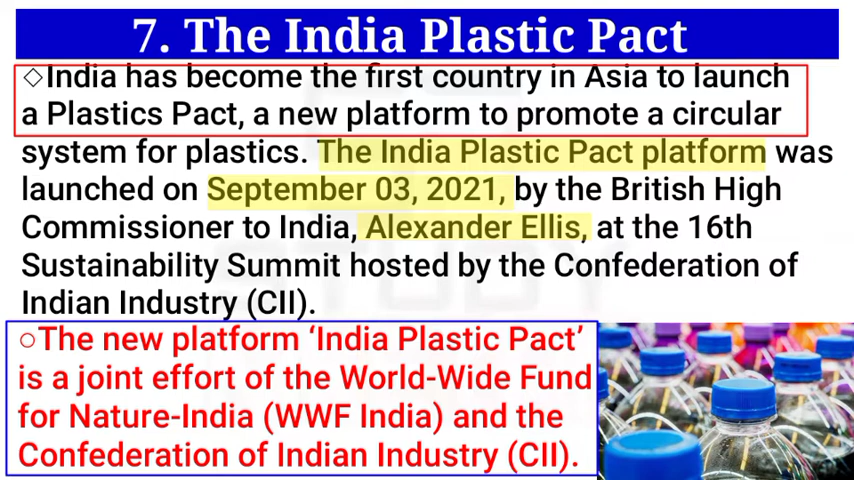 7. The India Plastic Pact
◇India has become the first country in Asia to launch
a Plastics Pact, a new platform to promote a circular
system for plastics. The India Plastic Pact platform was
launched on September 03, 2021, by the British High
Commissioner to India, Alexander Ellis, at the 16th
Sustainability Summit hosted by the Confederation of
Indian Industry (CII).
○The new platform ‘India Plastic Pact’
is a joint effort of the World-Wide Fund
for Nature-India (WWF India) and the
Confederation of Indian Industry (CII).
STUDY